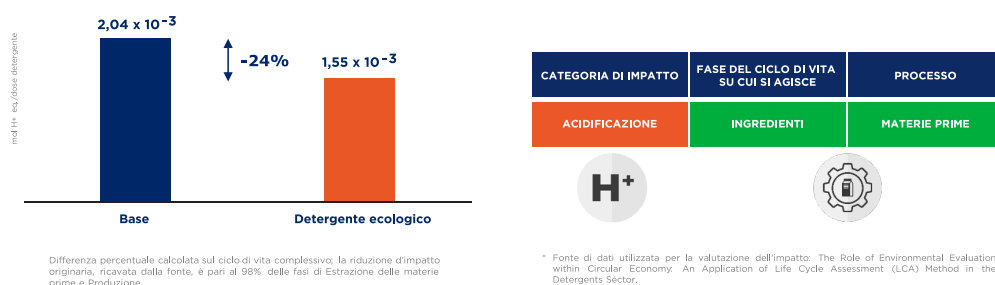 2,04 x 10-3
-24%
1,55 x 10-3
mol H+ eq./dose detergente
Base
Detergente ecologico
Differenza percentuale calcolata sul ciclo di vita complessivo; la riduzione d'impatto
originaria, ricavata dalla fonte, è pari al 98% delle fasi di Estrazione delle materie
prime e Produzione
CATEGORIA DI IMPATTO
FASE DEL CICLO DI VITA
SU CUI SI AGISCE
PROCESSO
ACIDIFICAZIONE
INGREDIENTI
MATERIE PRIME
H+
* Fonte di dati utilizzata per la valutazione dell'impatto: The Role of Environmental Evaluation
within Circular Economy: An Application of Life Cycle Assessment (LCA) Method in the
Detergents Sector.